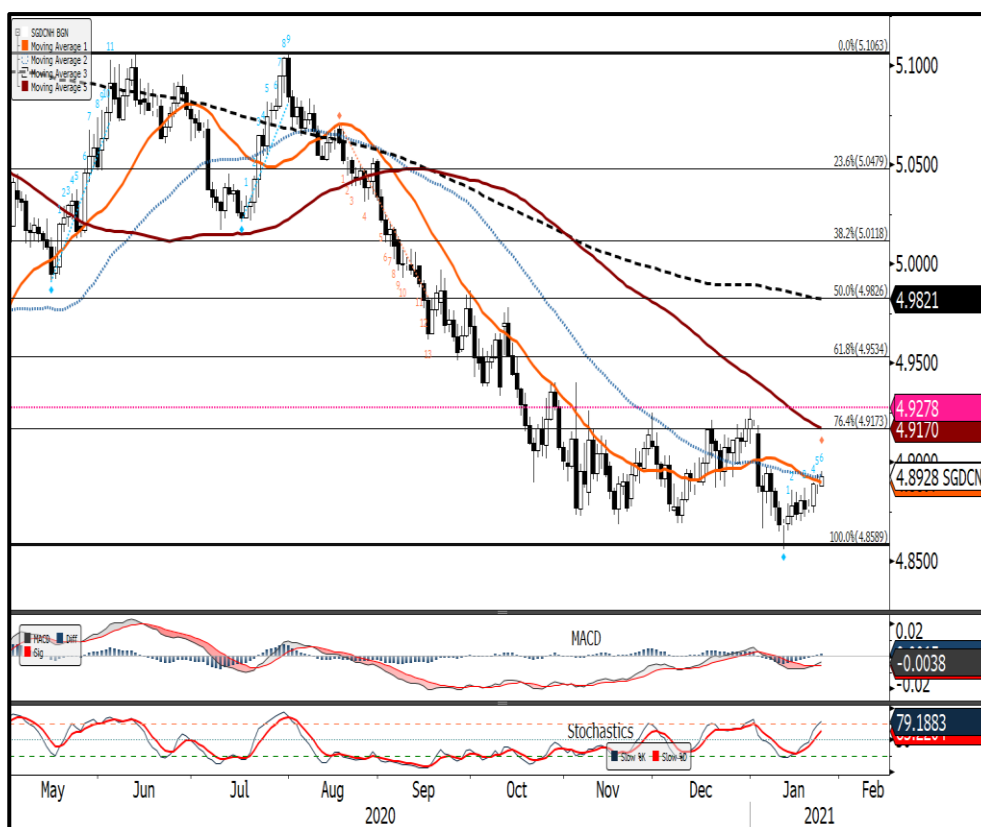 SGDCNH BGN
Moving Average 1
Moving Average 2
Moving Average 3
Moving Average 5
0.0%(5.1063)
5.1000
23.6%(5.0479)
5.0500
38.2%(5.0118)
5.0000
50.0%(4.9826)
4.9821
61.8%(4.9534)
4.9500
4.9278
76.4%(4.9173)
4.9170
4.8928 SGDCN
100.0%(4.8589)
4.8500
MACD Diff
Sig
MACD
0.02
-0.0038
-0.02
Stochastics
79.1883
May Jun Jul Aug Sep Oct Nov Dec Jan Feb
2020 2021